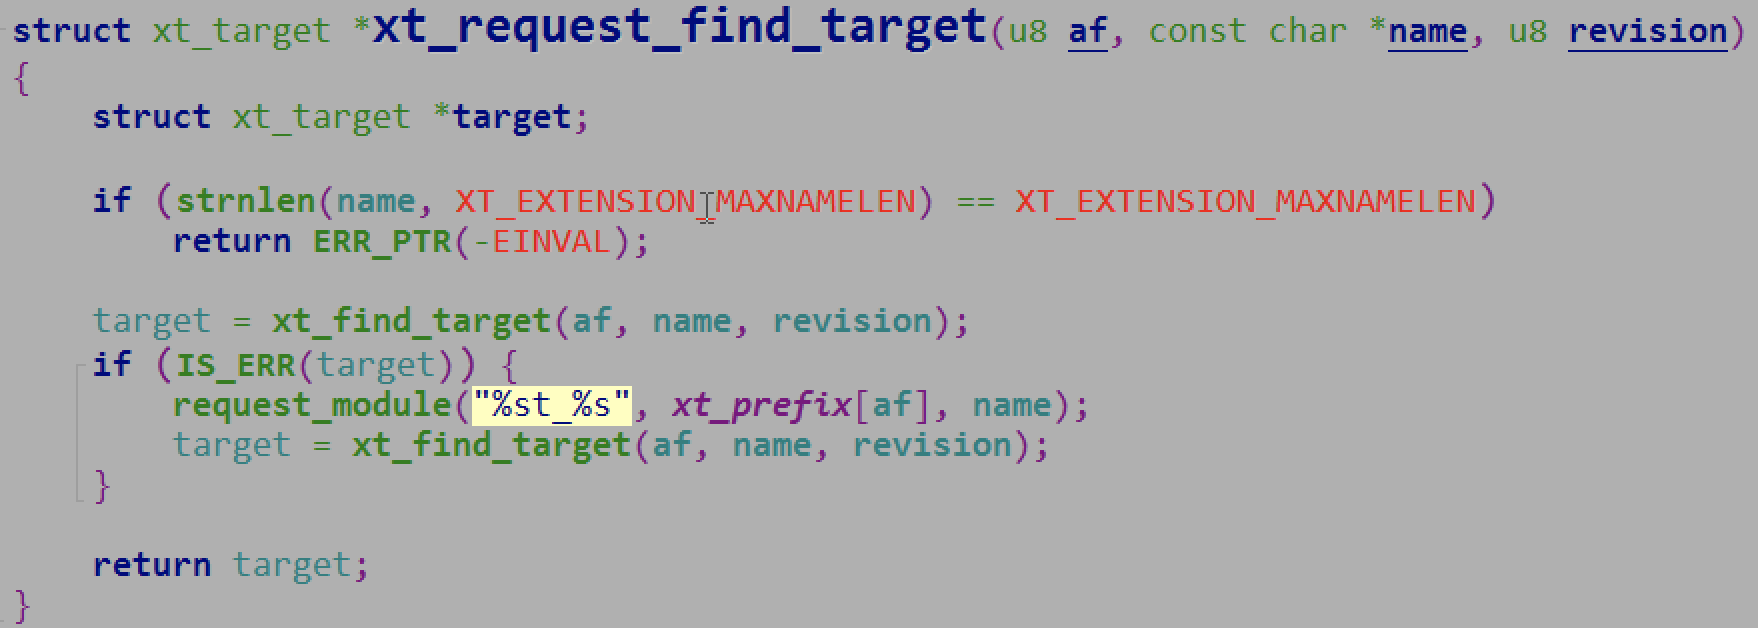 struct xt_target *xt_request_find_target(u8 af, const char *name, u8 revision)
{
    struct xt_target *target;

    if (strnlen(name, XT_EXTENSION_MAXNAMELEN) == XT_EXTENSION_MAXNAMELEN)
        return ERR_PTR(-EINVAL);

    target = xt_find_target(af, name, revision);
    if (IS_ERR(target)) {
        request_module("%st_%s", xt_prefix[af], name);
        target = xt_find_target(af, name, revision);
    }

    return target;
}